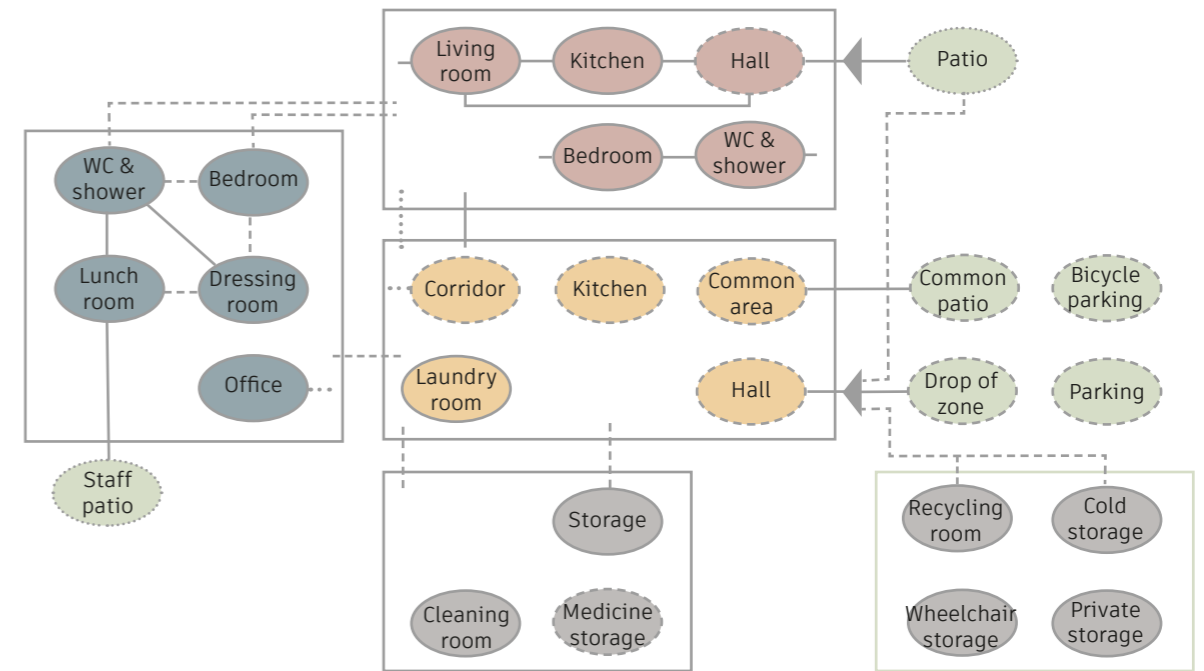 Living
room
Kitchen
Hall
Patio
Bedroom
WC &
shower
WC &
shower
Bedroom
Lunch
room
Dressing
room
Office
Staff
patio
Corridor
Kitchen
Common
area
Laundry
room
Hall
Common
patio
Bicycle
parking
Drop of
zone
Parking
Storage
Cleaning
room
Medicine
storage
Recycling
room
Cold
storage
Wheelchair
storage
Private
storage